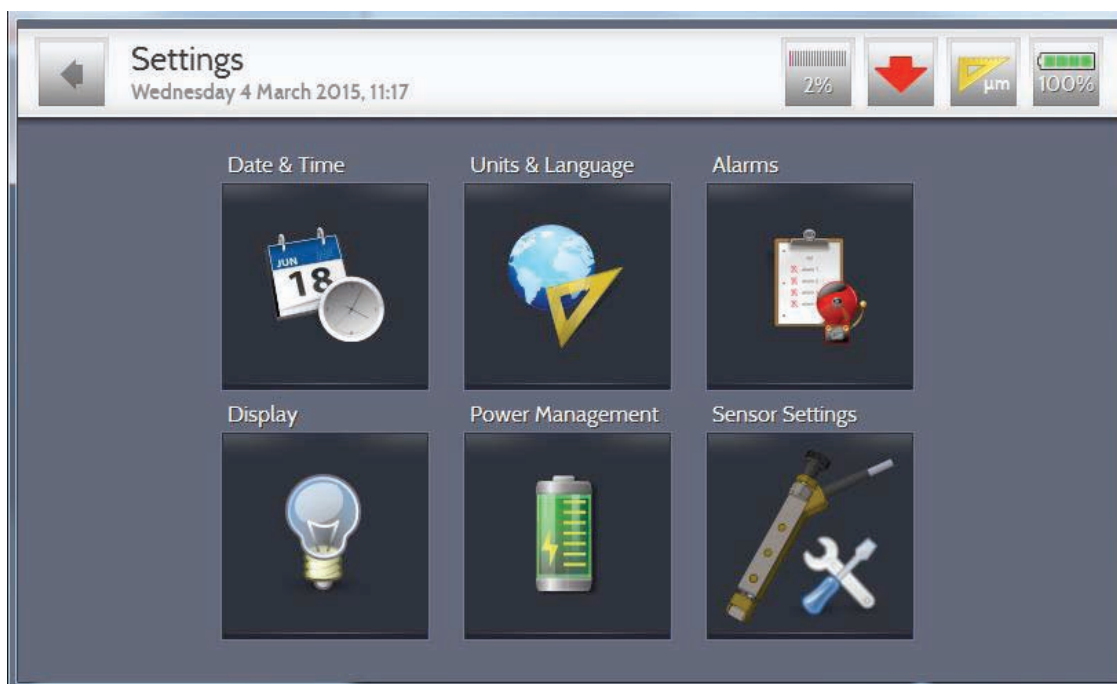 Settings
Wednesday 4 March 2015, 11:17
2%
µm
100%
Date & Time
Units & Language
Alarms
JUN
18
Display
Power Management
Sensor Settings